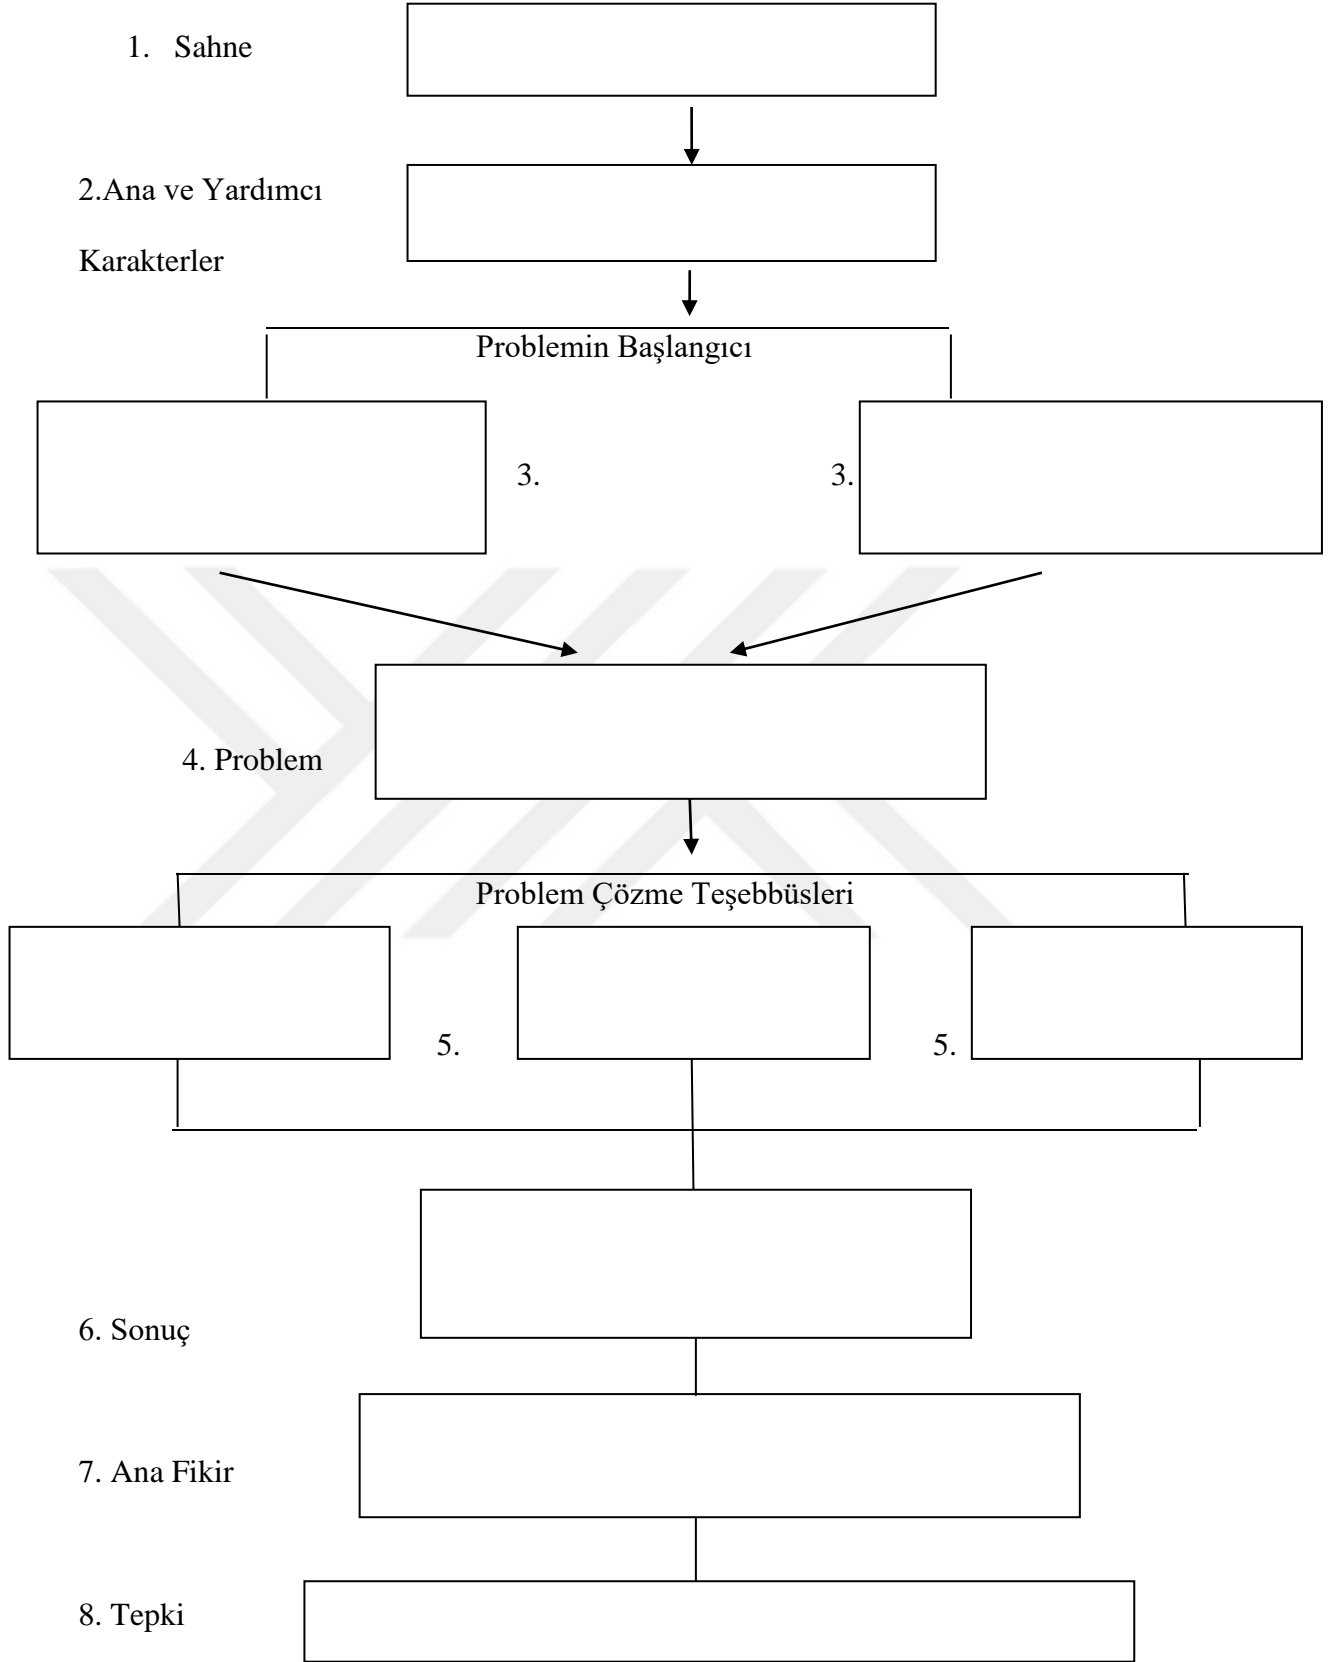 1. Sahne
2.Ana ve Yardımcı
Karakterler
Problemin Başlangıcı
3.
3.
4. Problem
Problem Çözme Teşebbüsleri
5.
5.
6. Sonuç
7. Ana Fikir
8. Tepki